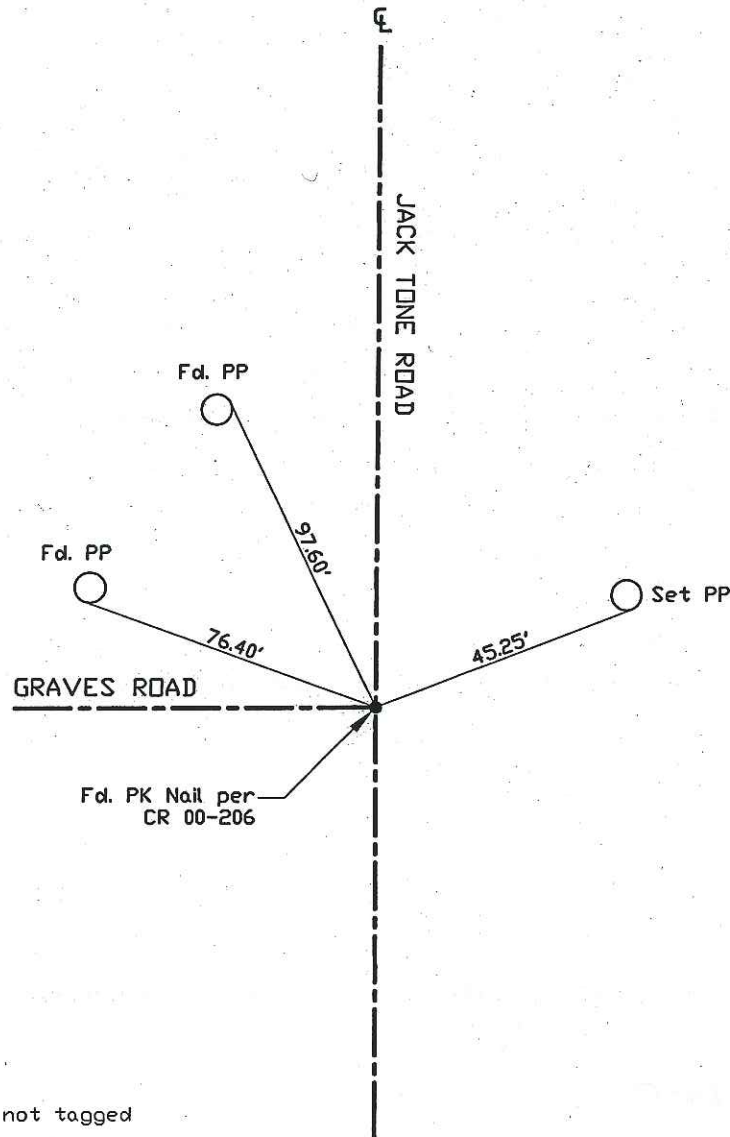 ℄
JACK TONE ROAD
Fd. PP
97.60'
Fd. PP
76.40'
Set PP
45.25'
GRAVES ROAD
Fd. PK Nail per
CR 00-206
not tagged